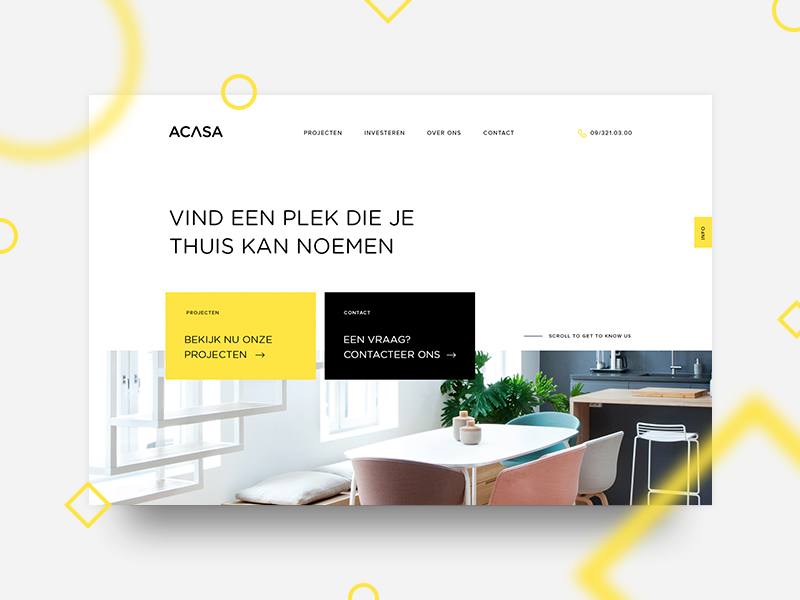 ACASA
PROJECTEN INVESTEREN OVER ONS CONTACT
09/321.03.00
VIND EEN PLEK DIE JE
THUIS KAN NOEMEN
INFO
PROJECTEN
BEKIJK NU ONZE
PROJECTEN →
CONTACT
EEN VRAAG?
CONTACTEER ONS →
SCROLL TO GET TO KNOW US